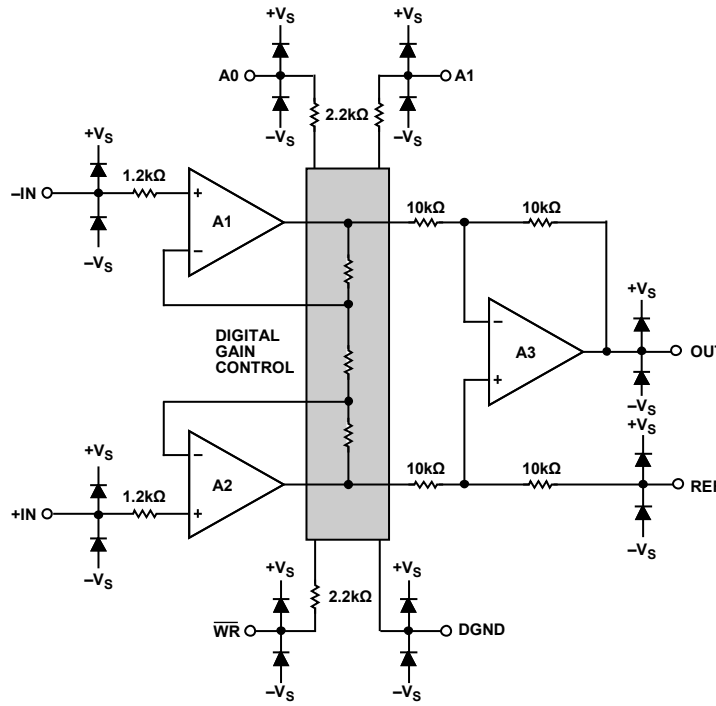 +VS
+VS
A0
A1
2.2kΩ
–VS
–VS
+VS
1.2kΩ
–IN
+
A1
–
–VS
10kΩ
10kΩ
DIGITAL
GAIN
CONTROL
+VS
–
A3
+
OUT
–VS
+VS
–
A2
+
+VS
1.2kΩ
+IN
–VS
10kΩ
10kΩ
–VS
+VS
2.2kΩ
+VS
WR
DGND
–VS
–VS